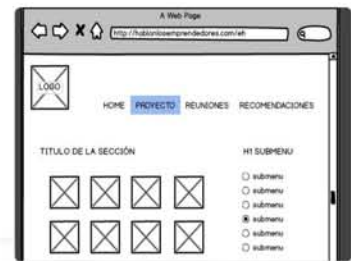 A Web Page
http://hablanlosemprendedores.com/eh
LOGO
HOME PROYECTO REUNIONES RECOMENDACIONES
TITULO DE LA SECCIÓN
H1 SUBMENU
submenu
submenu
submenu
submenu
submenu
submenu